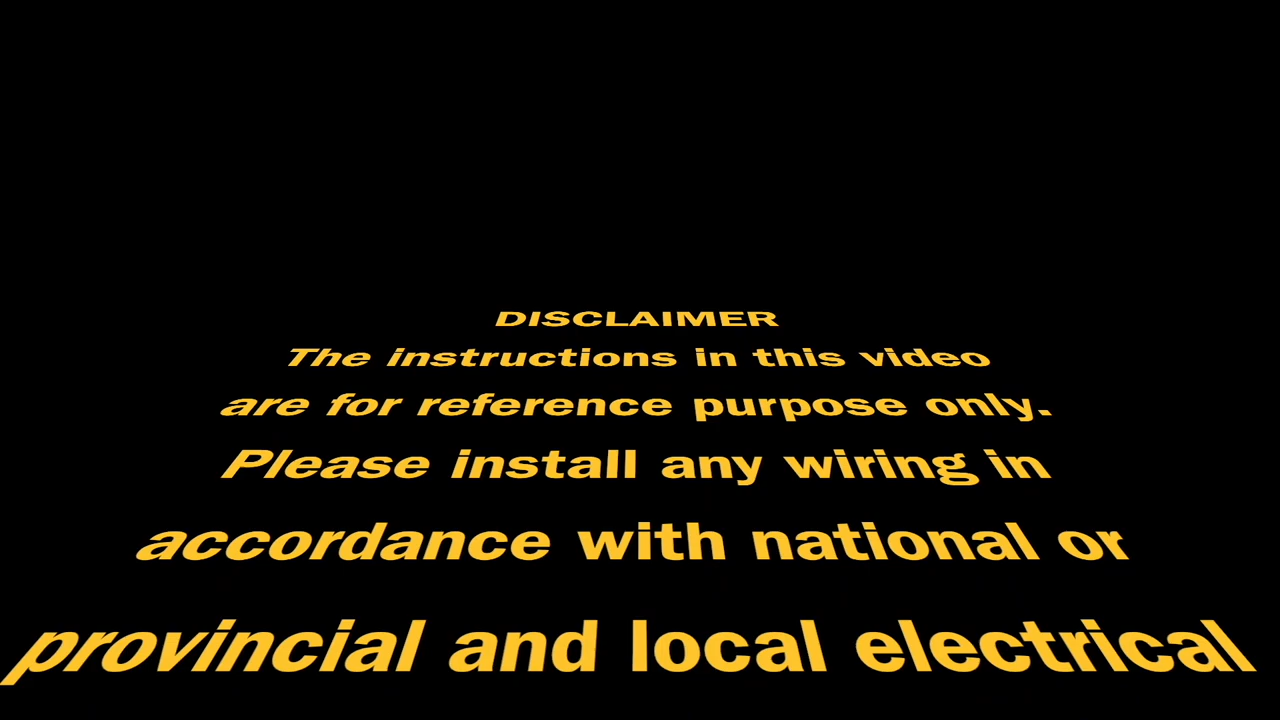 DISCLAIMER
The instructions in this video
are for reference purpose only.
Please install any wiring in
accordance with national or
provincial and local electrical